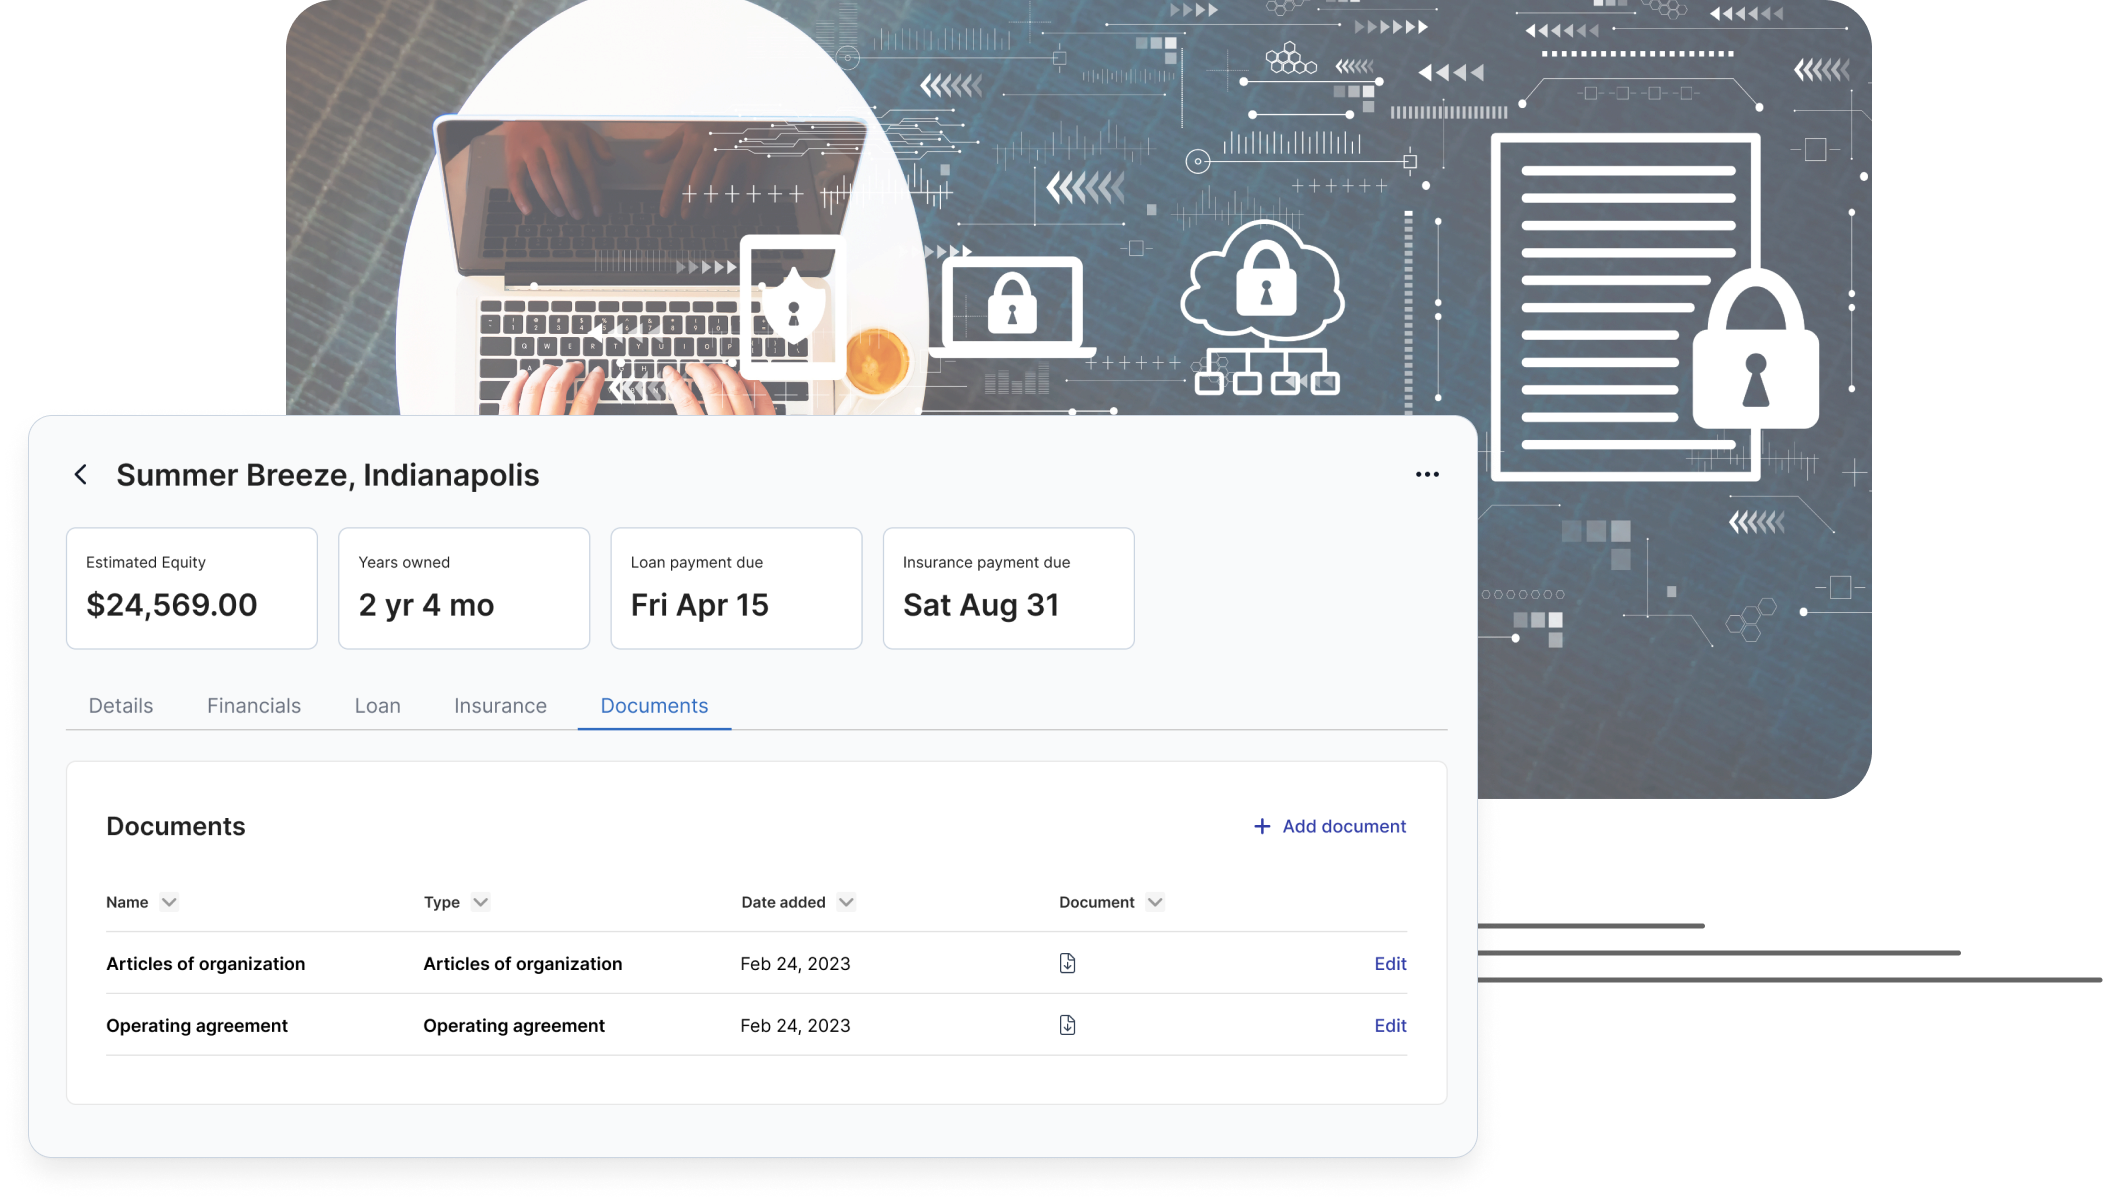 Summer Breeze, Indianapolis
Estimated Equity
$24,569.00
Years owned
2 yr 4 mo
Loan payment due
Fri Apr 15
Insurance payment due
Sat Aug 31
Details Financials Loan Insurance Documents
Documents
+ Add document
Name Type Date added Document
Articles of organization Articles of organization Feb 24, 2023 Edit
Operating agreement Operating agreement Feb 24, 2023 Edit